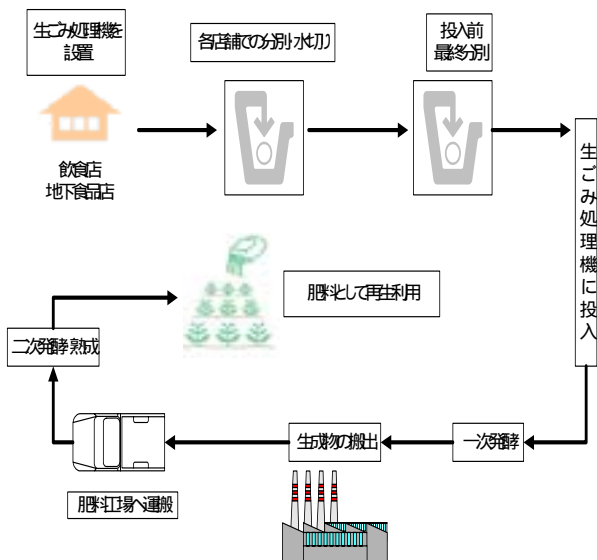 生ごみ処理機を
設置
各店舗での分別・水切り
投入前
最終分別
飲食店
地下食品店
生ごみ処理機に投入
肥料として再生利用
二次発酵・熟成
生成物の搬出
一次発酵
肥料工場へ運搬